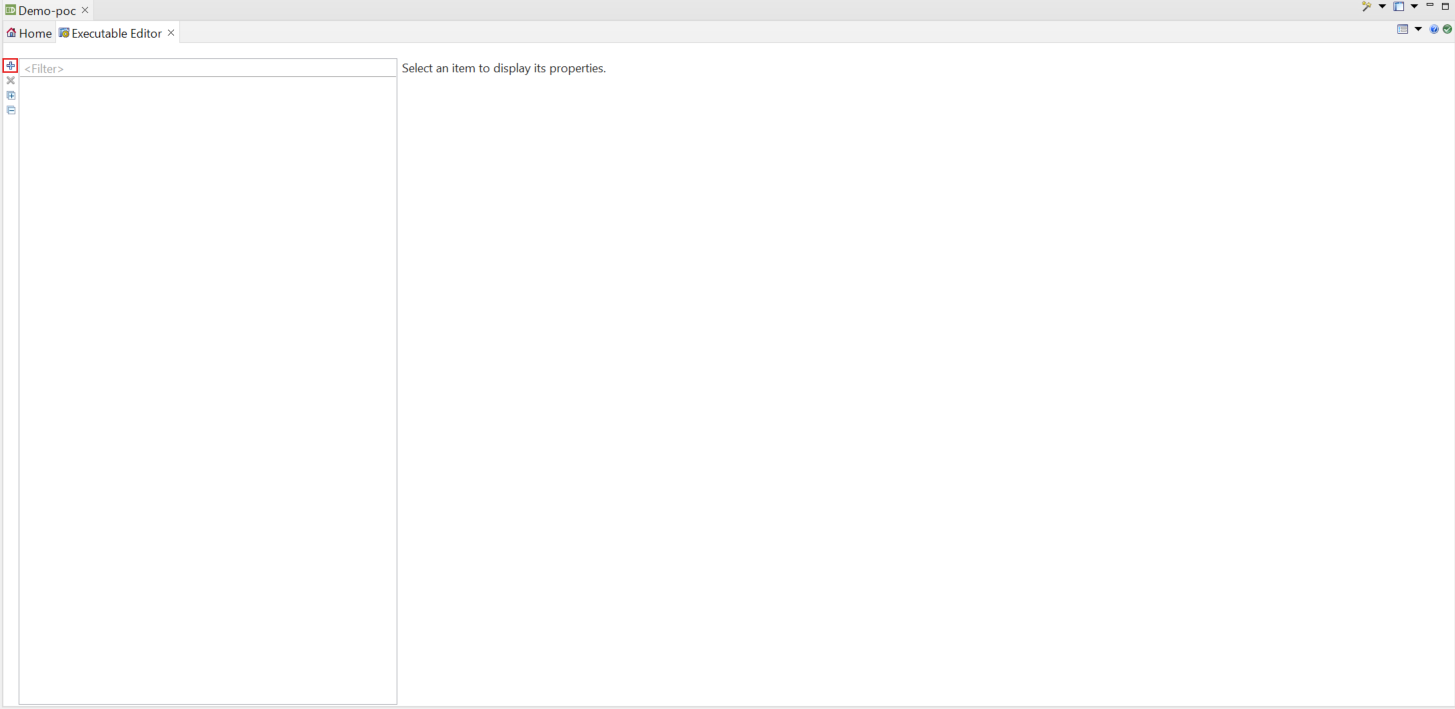 Demo-poc
Home Executable Editor
<Filter> Select an item to display its properties.